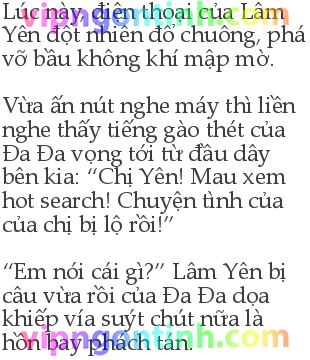 Lúc này, điện thoại của Lâm
Yên đột nhiên đổ chuông, phá
vỡ bầu không khí mập mờ.
Vừa ấn nút nghe máy thì liền
nghe thấy tiếng gào thét của
Đa Đa vọng tới từ đầu dây
bên kia: “Chị Yên! Mau xem
hot search! Chuyện tình của
của chị bị lộ rồi!”
“Em nói cái gì?” Lâm Yên bị
câu vừa rồi của Đa Đa dọa
khiếp vía suýt chút nữa là
hồn bay phách tán.
vipngontinh.com
vipngontinh.com